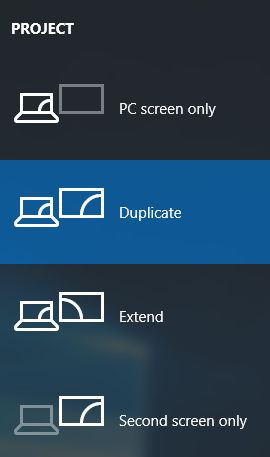 PROJECT
PC screen only
Duplicate
Extend
Second screen only